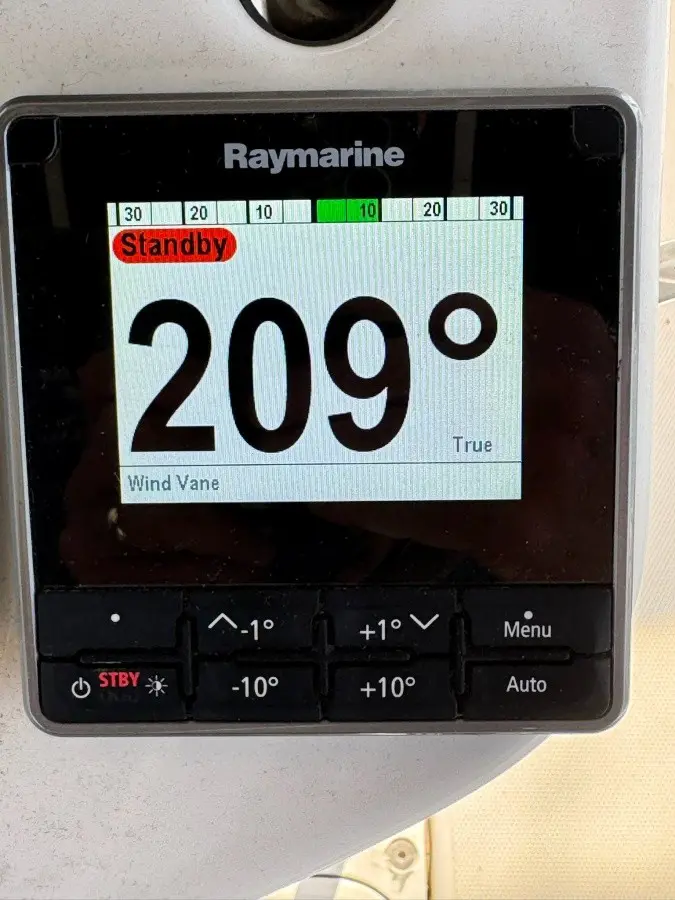 Raymarine
30 20 10 10 20 30
Standby
209°
True
Wind Vane
-1° +1° Menu
STBY -10° +10° Auto